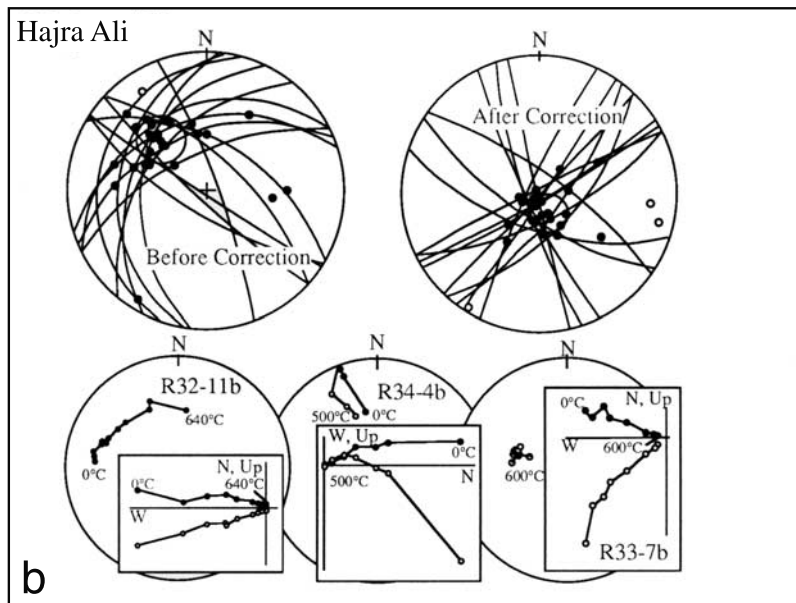 Hajra Ali
N
N
After Correction
Before Correction
N
N
R32-11b
640°C
0°C
0°C
N, Up
640°C
W
R34-4b
500°C
0°C
W, Up
0°C
N
500°C
600°C
N, Up
0°C
W
600°C
R33-7b
b